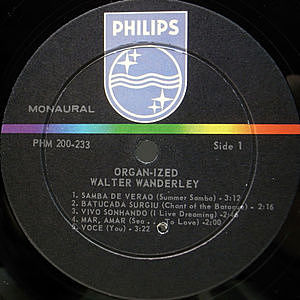 PHILIPS
MONAURAL
PHM 200-233
Side 1
ORGAN-IZED
WALTER WANDERLEY
1. SAMBA DE VERAO (Summer Samba) - 3:12
2. BATUCADA SURGIU (Chant of the Bataque) - 2:16
3. VIVO SONHANDO (I Live Dreaming) - 2:46
4. MAR, AMAR (Sea To Love) - 2:00
5. VOCE (You) - 3:22